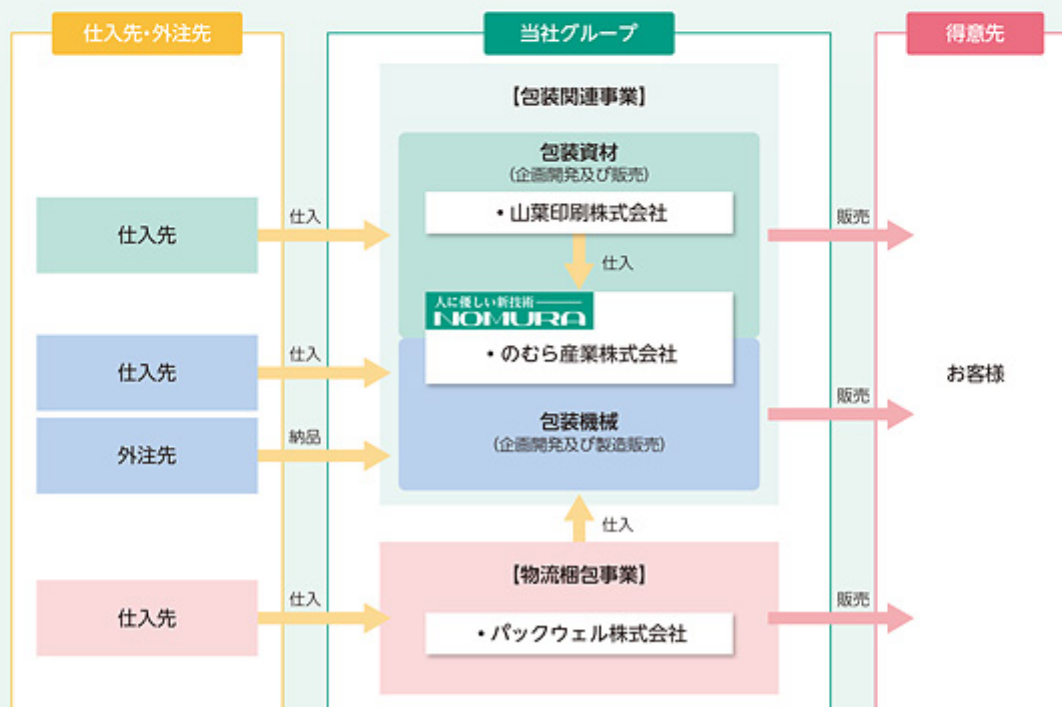 仕入先・外注先
当社グループ
得意先
【包装関連事業】
包装資材
(企画開発及び販売)
・山葉印刷株式会社
仕入先
仕入
販売
仕入
人に優しい新技術
NOMURA
・のむら産業株式会社
仕入先
仕入
お客様
販売
包装機械
(企画開発及び製造販売)
外注先
納品
仕入
【物流梱包事業】
仕入先
仕入
・パックウェル株式会社
販売